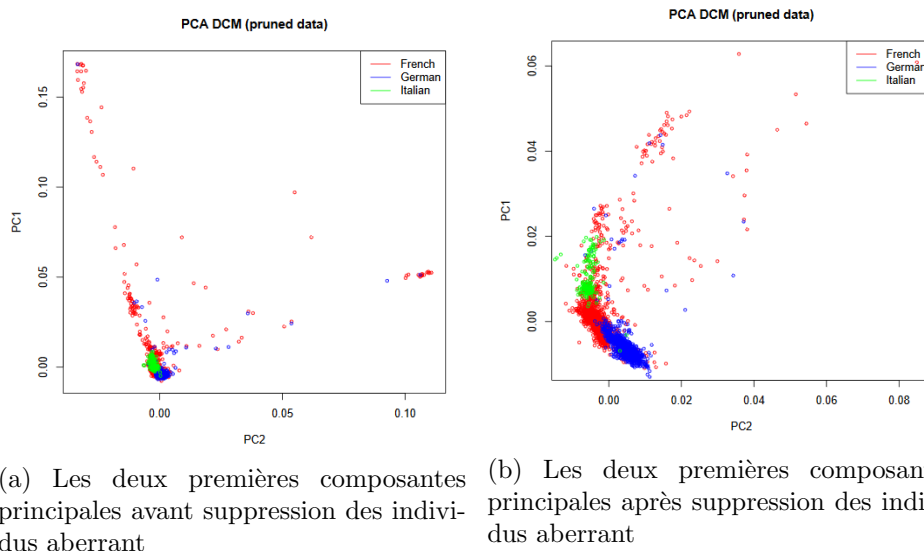 PCA DCM (pruned data)
French
German
Italian
0.15
0.10
0.05
0.00
PC1
0.00
0.05
0.10
PC2
(a) Les deux premières composantes
principales avant suppression des indivi-
dus aberrant
PCA DCM (pruned data)
French
German
Italian
0.06
0.04
0.02
0.00
PC1
0.00
0.02
0.04
0.06
0.08
PC2
(b) Les deux premières composan
principales après suppression des indi
dus aberrant